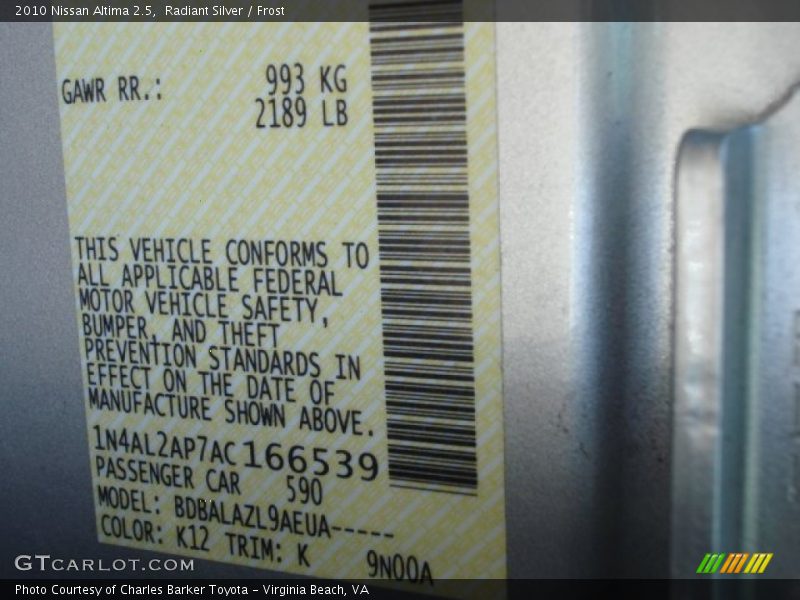 2010 Nissan Altima 2.5,  Radiant Silver / Frost
GAWR RR.: 993 KG
2189 LB
THIS VEHICLE CONFORMS TO
ALL APPLICABLE FEDERAL
MOTOR VEHICLE SAFETY,
BUMPER, AND THEFT
PREVENTION STANDARDS IN
EFFECT ON THE DATE OF
MANUFACTURE SHOWN ABOVE.
1N4AL2AP7AC166539
PASSENGER CAR 590
MODEL: BDBALAZL9AEUA-----
COLOR: K12 TRIM: K 9N00A
GTCARLOT.COM
Photo Courtesy of Charles Barker Toyota - Virginia Beach, VA